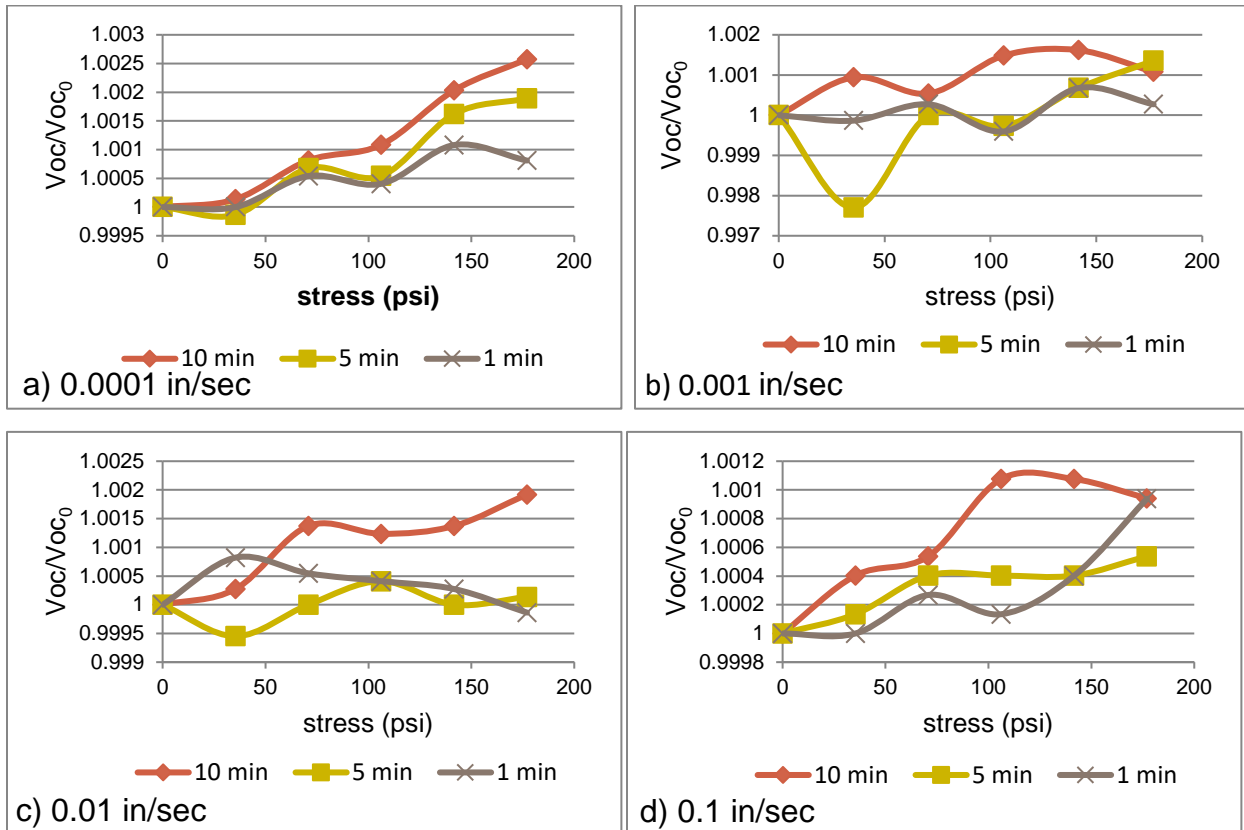 1.003
1.0025
1.002
1.0015
1.001
1.0005
1
0.9995
Voc/Voc₀
0 50 100 150 200
stress (psi)
10 min 5 min 1 min
a) 0.0001 in/sec
1.002
1.001
1
0.999
0.998
0.997
Voc/Voc₀
0 50 100 150 200
stress (psi)
10 min 5 min 1 min
b) 0.001 in/sec
1.0025
1.002
1.0015
1.001
1.0005
1
0.9995
0.999
Voc/Voc₀
0 50 100 150 200
stress (psi)
10 min 5 min 1 min
c) 0.01 in/sec
1.0012
1.001
1.0008
1.0006
1.0004
1.0002
1
0.9998
Voc/Voc₀
0 50 100 150 200
stress (psi)
10 min 5 min 1 min
d) 0.1 in/sec